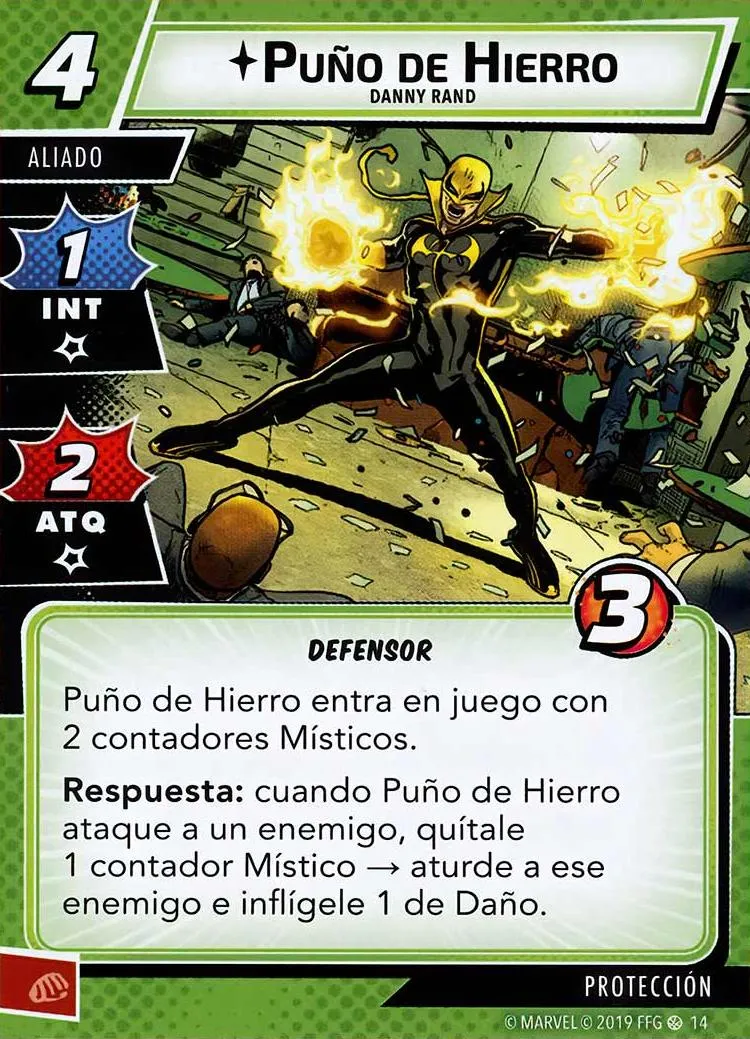 4
PUÑO DE HIERRO
DANNY RAND
ALIADO
1
INT
2
ATQ
3
DEFENSOR
Puño de Hierro entra en juego con
2 contadores Místicos.
Respuesta: cuando Puño de Hierro
ataque a un enemigo, quítale
1 contador Místico → aturde a ese
enemigo e inflígele 1 de Daño.
PROTECCIÓN
© MARVEL © 2019 FFG 14